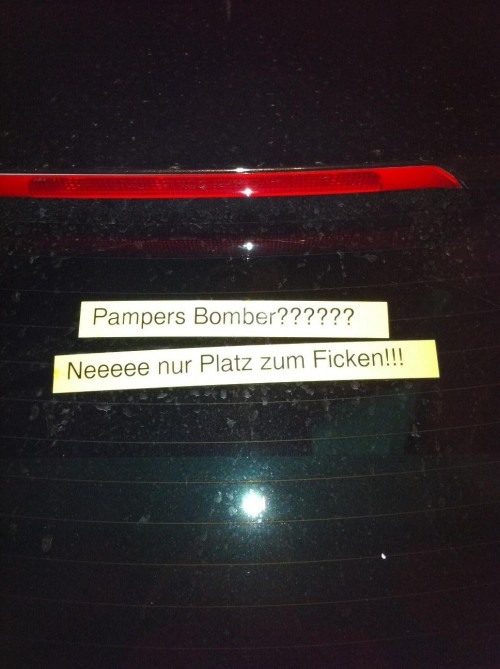 Pampers Bomber??????
Neeeee nur Platz zum Ficken!!!